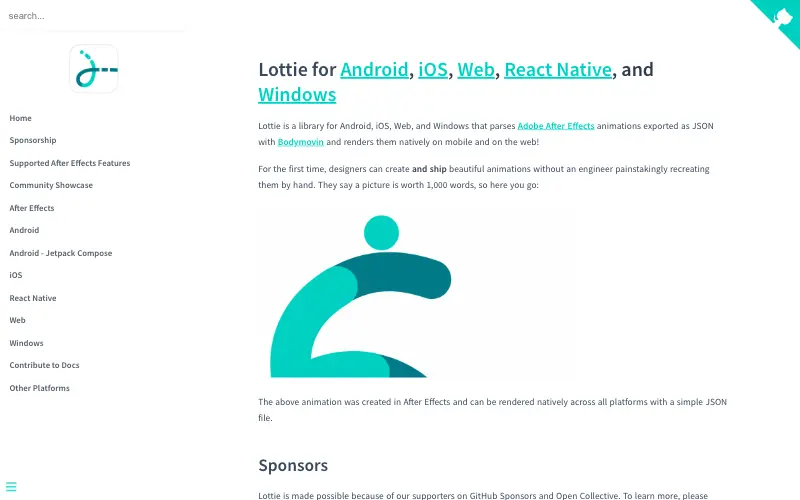 search...
Home
Sponsorship
Supported After Effects Features
Community Showcase
After Effects
Android
Android - Jetpack Compose
iOS
React Native
Web
Windows
Contribute to Docs
Other Platforms
Lottie for Android, iOS, Web, React Native, and
Windows
Lottie is a library for Android, iOS, Web, and Windows that parses Adobe After Effects animations exported as JSON
with Bodymovin and renders them natively on mobile and on the web!
For the first time, designers can create and ship beautiful animations without an engineer painstakingly recreating
them by hand. They say a picture is worth 1,000 words, so here you go:
The above animation was created in After Effects and can be rendered natively across all platforms with a simple JSON
file.
Sponsors
Lottie is made possible because of our supporters on GitHub Sponsors and Open Collective. To learn more, please